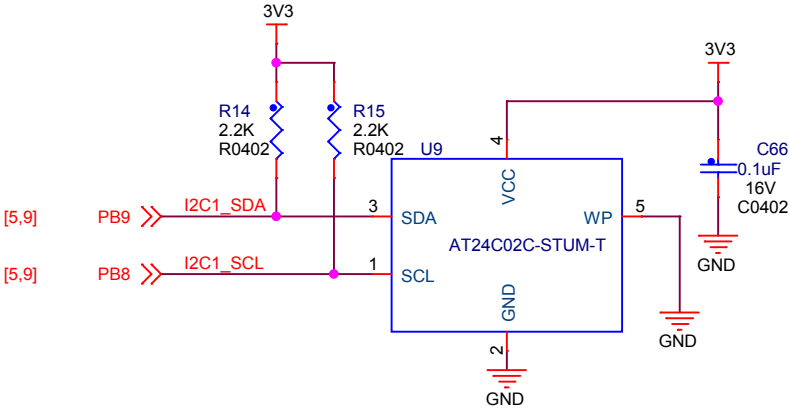 3V3
3V3
R14
2.2K
R0402
R15
2.2K
R0402
U9
4
VCC
C66
0.1uF
16V
C0402
[5,9] PB9 I2C1_SDA 3 SDA
WP 5
AT24C02C-STUM-T
[5,9] PB8 I2C1_SCL 1 SCL
GND
GND
2
GND
GND